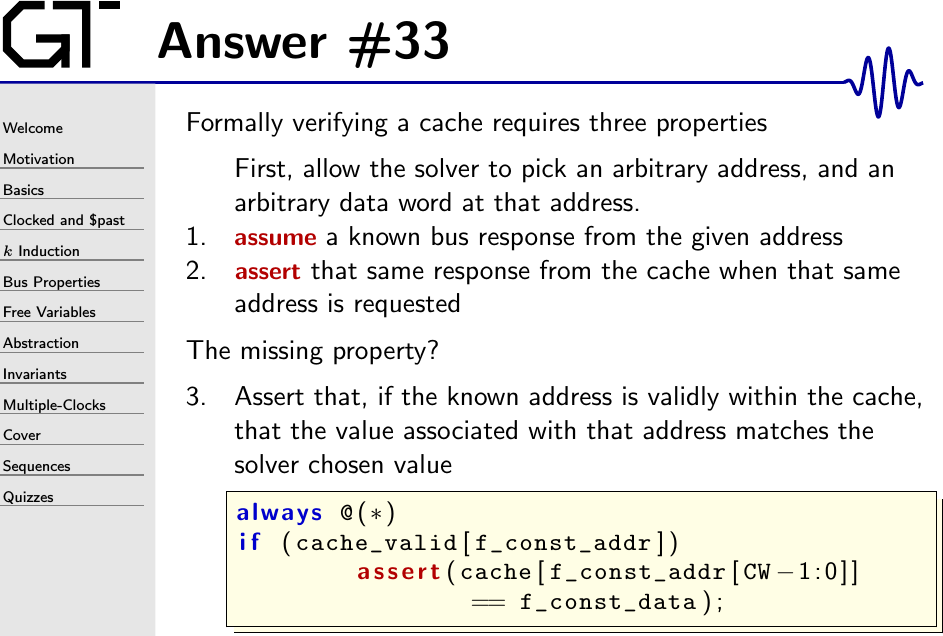 GT
Answer #33
Welcome
Motivation
Basics
Clocked and $past
k Induction
Bus Properties
Free Variables
Abstraction
Invariants
Multiple-Clocks
Cover
Sequences
Quizzes
Formally verifying a cache requires three properties
First, allow the solver to pick an arbitrary address, and an
arbitrary data word at that address.
1. assume a known bus response from the given address
2. assert that same response from the cache when that same
address is requested
The missing property?
3. Assert that, if the known address is validly within the cache,
that the value associated with that address matches the
solver chosen value
always @(*)
if (cache_valid[f_const_addr])
assert(cache[f_const_addr[CW-1:0]]
== f_const_data);